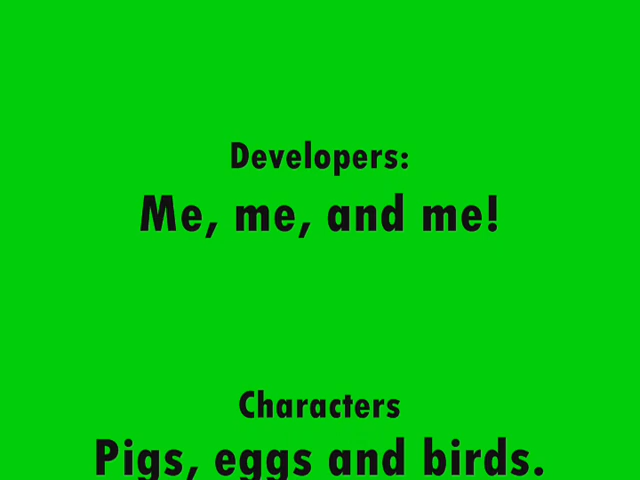 Developers:
Me, me, and me!
Characters
Pigs, eggs and birds.